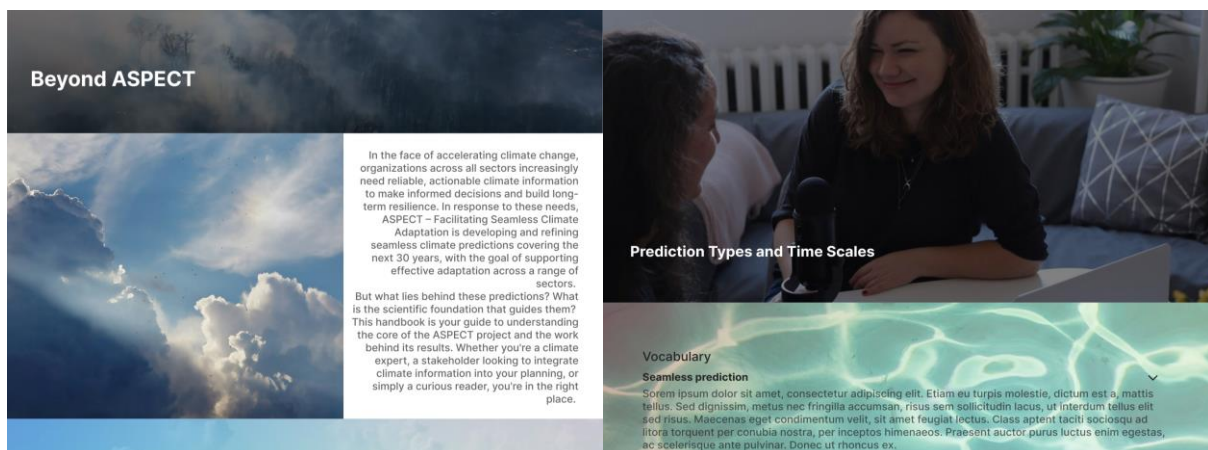 Beyond ASPECT
In the face of accelerating climate change,
organizations across all sectors increasingly
need reliable, actionable climate information
to make informed decisions and build long-
term resilience. In response to these needs,
ASPECT – Facilitating Seamless Climate
Adaptation is developing and refining
seamless climate predictions covering the
next 30 years, with the goal of supporting
effective adaptation across a range of
sectors.
But what lies behind these predictions? What
is the scientific foundation that guides them?
This handbook is your guide to understanding
the core of the ASPECT project and the work
behind its results. Whether you're a climate
expert, a stakeholder looking to integrate
climate information into your planning, or
simply a curious reader, you're in the right
place.
Prediction Types and Time Scales
Vocabulary
Seamless prediction
Sorem ipsum dolor sit amet, consectetur adipiscing elit. Etiam eu turpis molestie, dictum est a, mattis
tellus. Sed dignissim, metus nec fringilla accumsan, risus sem sollicitudin lacus, ut interdum tellus elit
sed risus. Maecenas eget condimentum velit, sit amet feugiat lectus. Class aptent taciti sociosqu ad
litora torquent per conubia nostra, per inceptos himenaeos. Praesent auctor purus luctus enim egestas,
ac scelerisque ante pulvinar. Donec ut rhoncus ex.